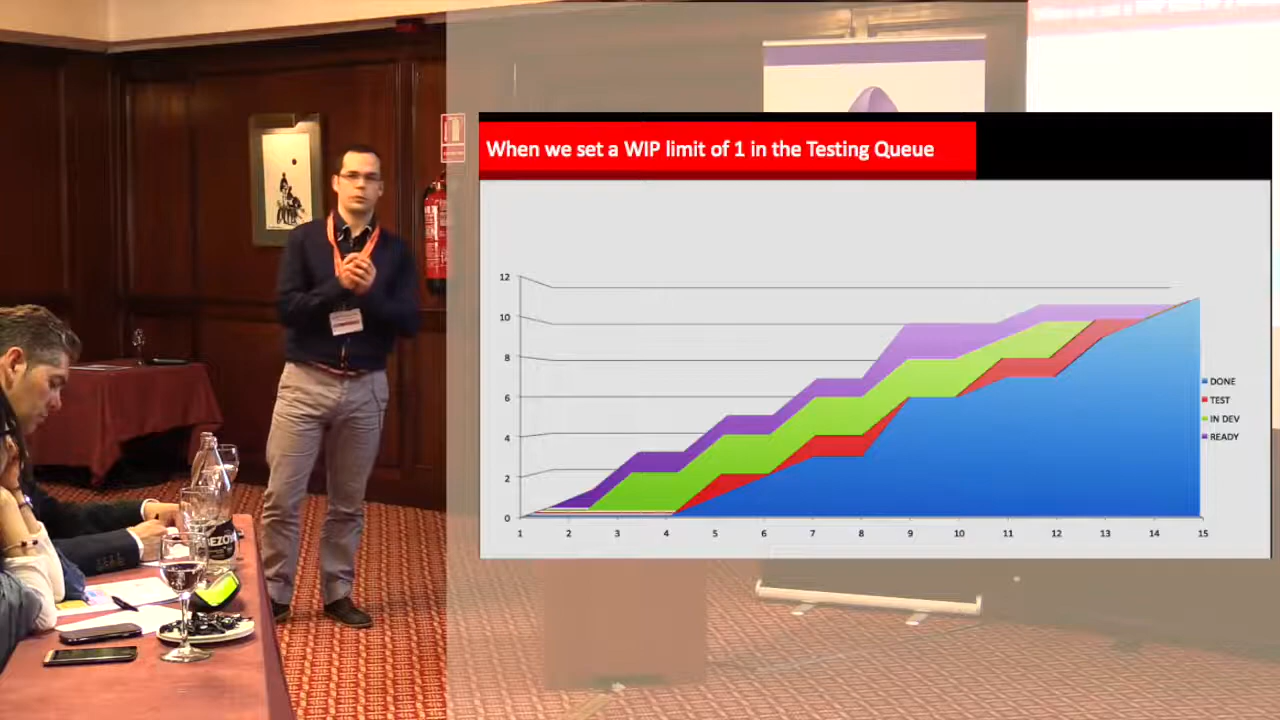 When we set a WIP limit of 1 in the Testing Queue
12
10
8
6
4
2
0
1 2 3 4 5 6 7 8 9 10 11 12 13 14 15
DONE
TEST
IN DEV
READY